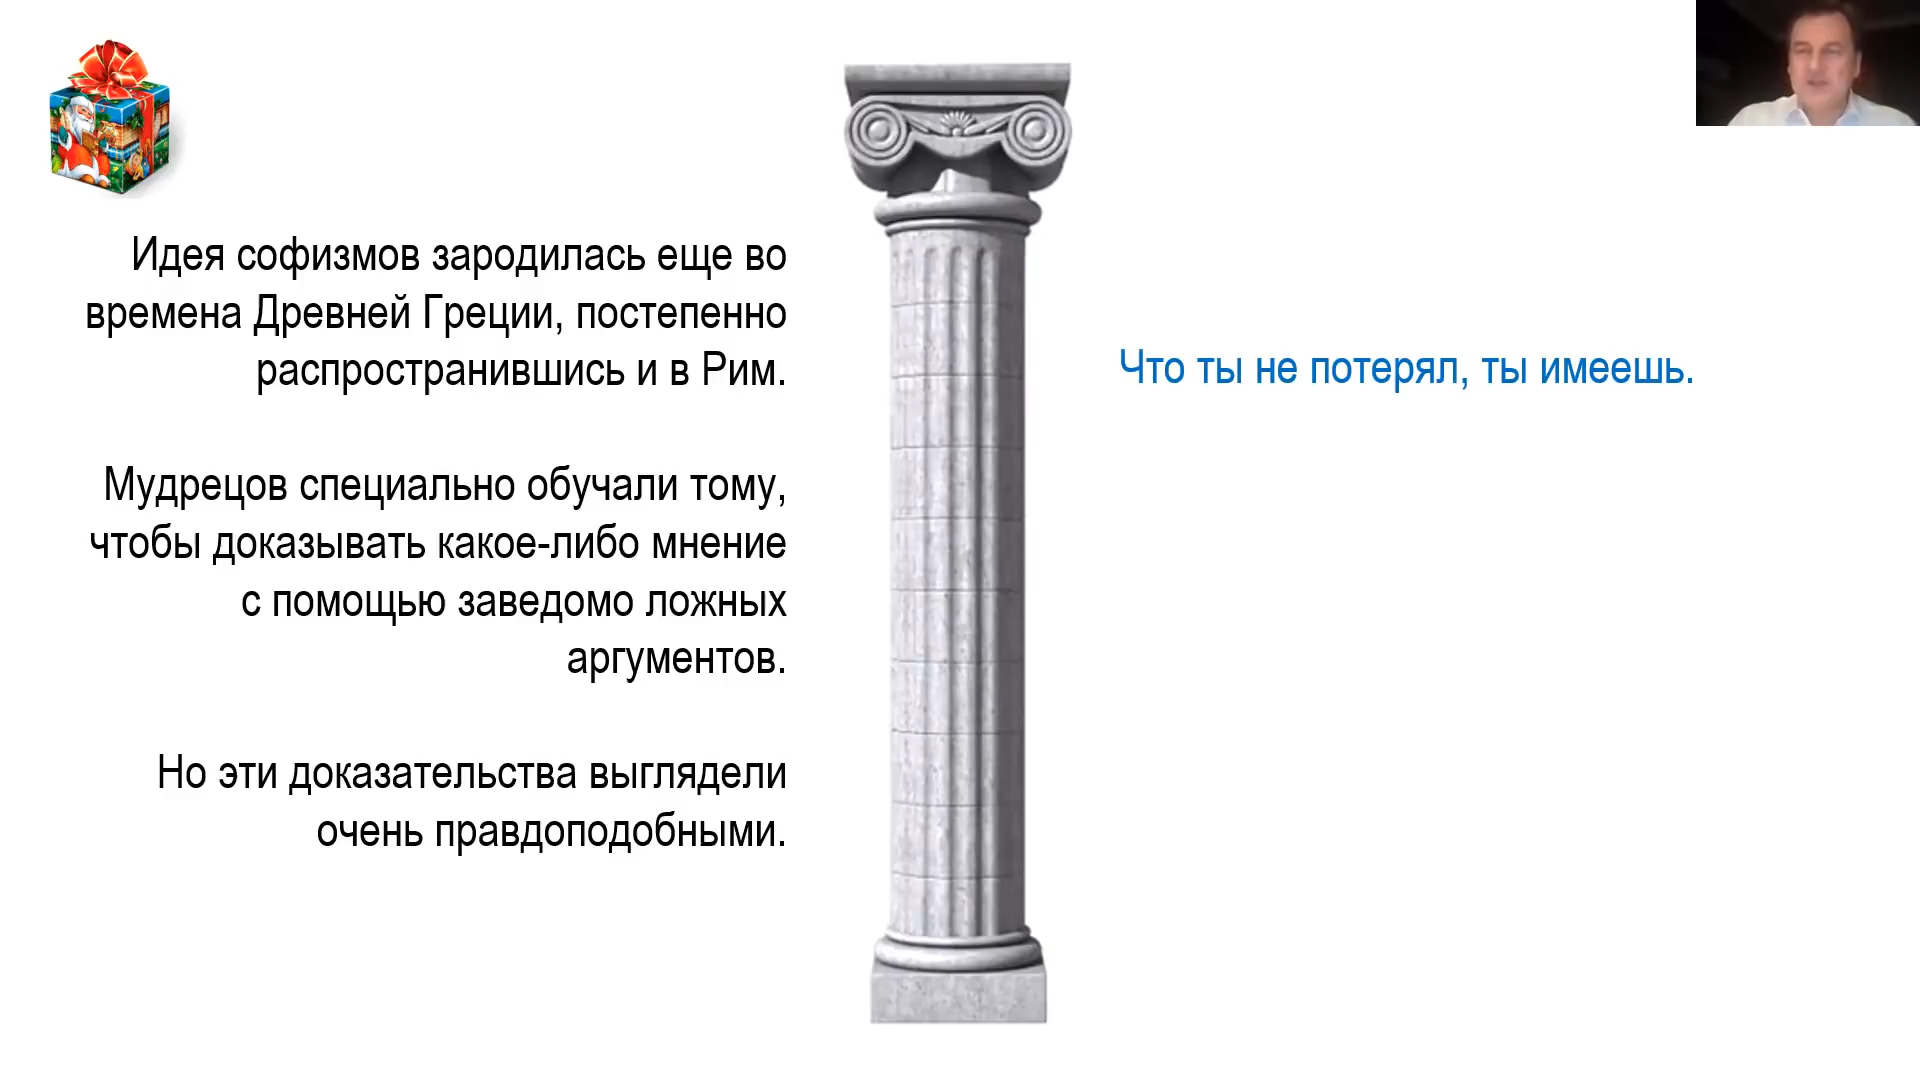 Идея софизмов зародилась еще во
времена Древней Греции, постепенно
распространившись и в Рим.
Мудрецов специально обучали тому,
чтобы доказывать какое-либо мнение
с помощью заведомо ложных
аргументов.
Но эти доказательства выглядели
очень правдоподобными.
Что ты не потерял, ты имеешь.